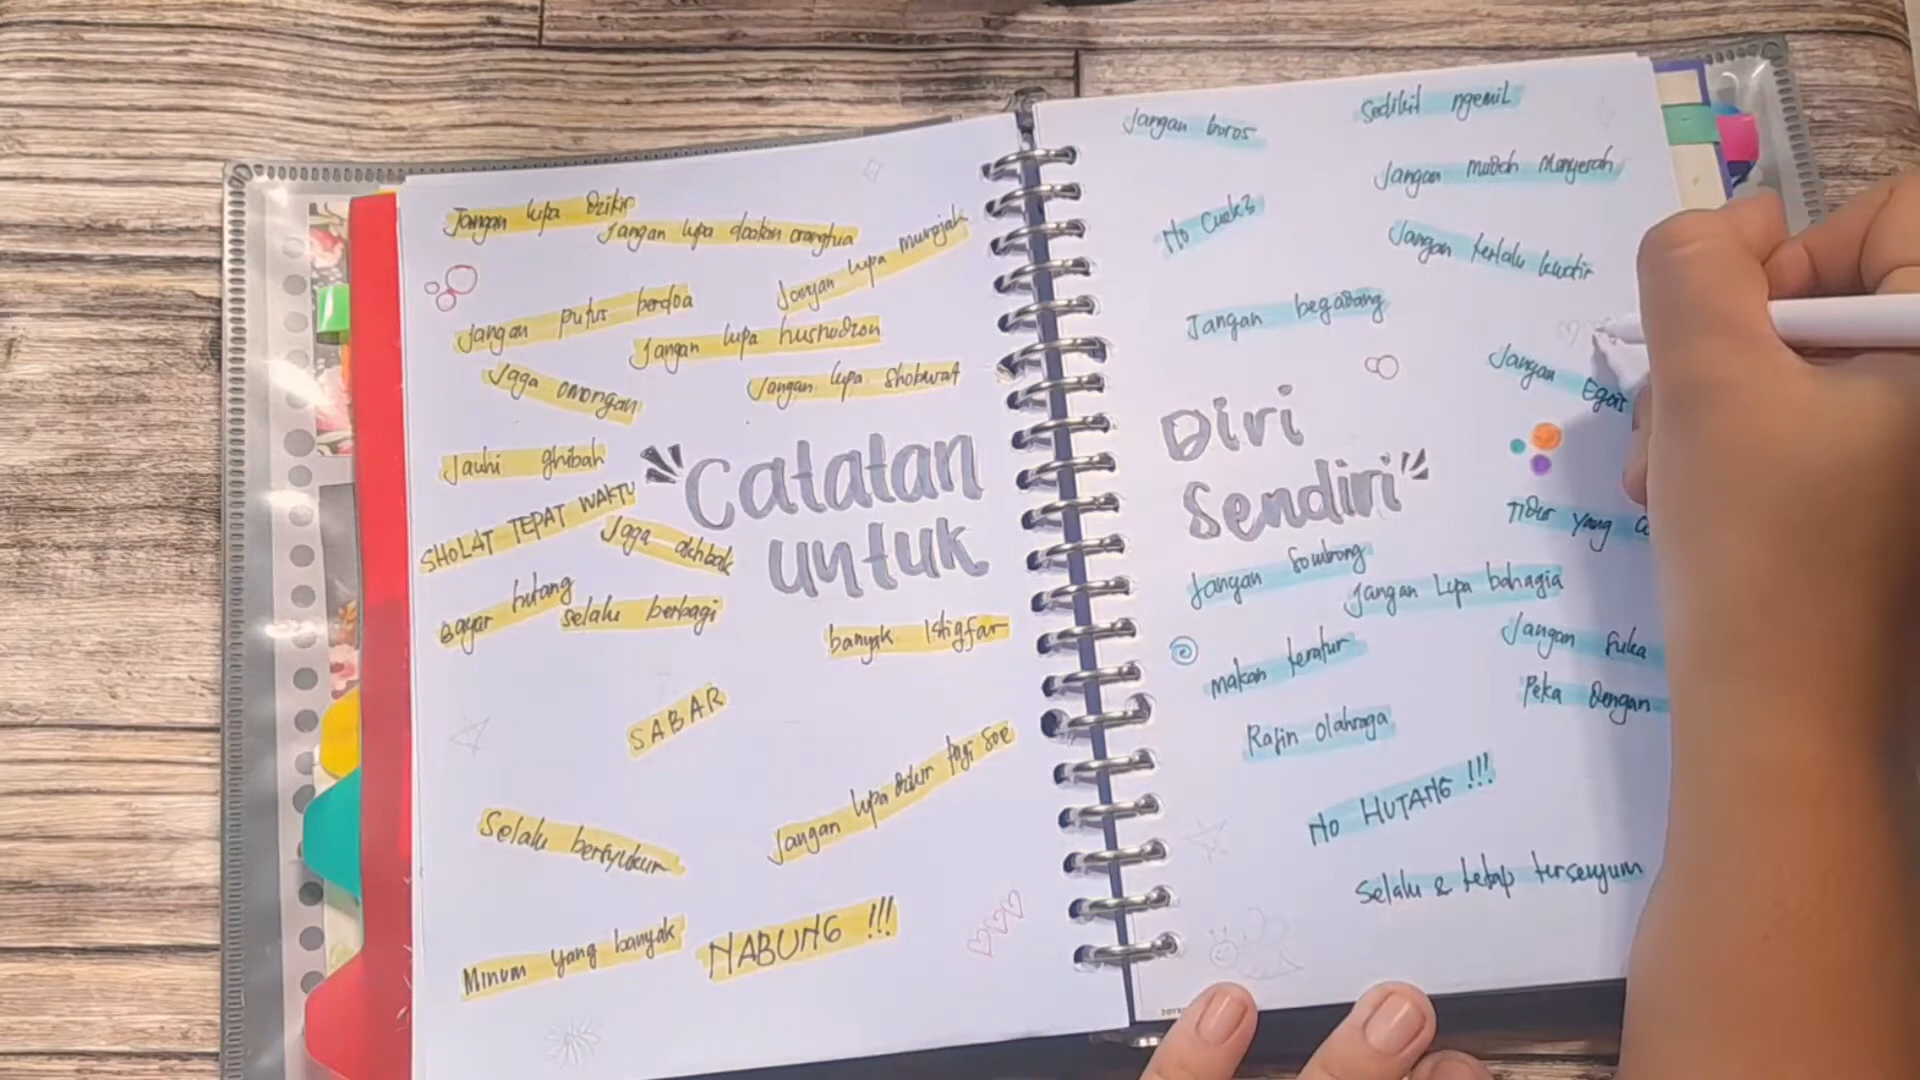 Jangan lupa Dzikir
Jangan lupa doakan orangtua
Jangan lupa murojah
Jangan putus berdoa
Jangan lupa husnudzon
Jaga omongan
Jangan lupa Sholawat
Jauhi ghibah
SHOLAT TEPAT WAKTU
Jaga akhlak
Bayar hutang
selalu berbagi
"Catatan
untuk
banyak Istigfar
SABAR
Jangan lupa dzikir pagi sore
Selalu bersyukur
Minum yang banyak
NABUNG !!!
Jangan boros
Sedikit ngemil
Jangan mudah Menyerah
No Cuek2
Jangan terlalu kuatir
Jangan begadang
Jangan Egois
Diri
Sendiri"
Tidur yang
Jangan Sombong
Jangan Lupa bahagia
Jangan Suka
makan teratur
Peka dengan
Rajin olahraga
No HUTANG !!!
Selalu & tetap tersenyum